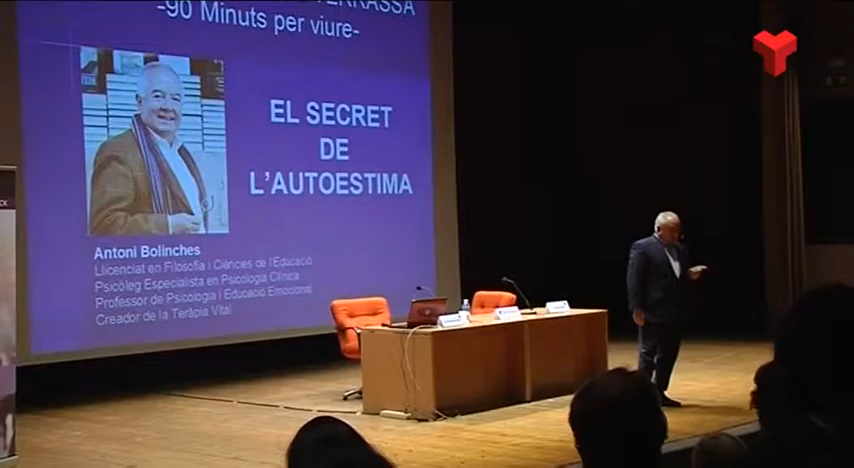 TERRASSA
-90 Minuts per viure-
EL SECRET
DE
L'AUTOESTIMA
Antoni Bolinches
Llicenciat en Filosofia i Ciències de l'Educació
Psicòleg Especialista en Psicologia Clínica
Professor de Psicologia i Educació Emocional.
Creador de la Teràpia Vital